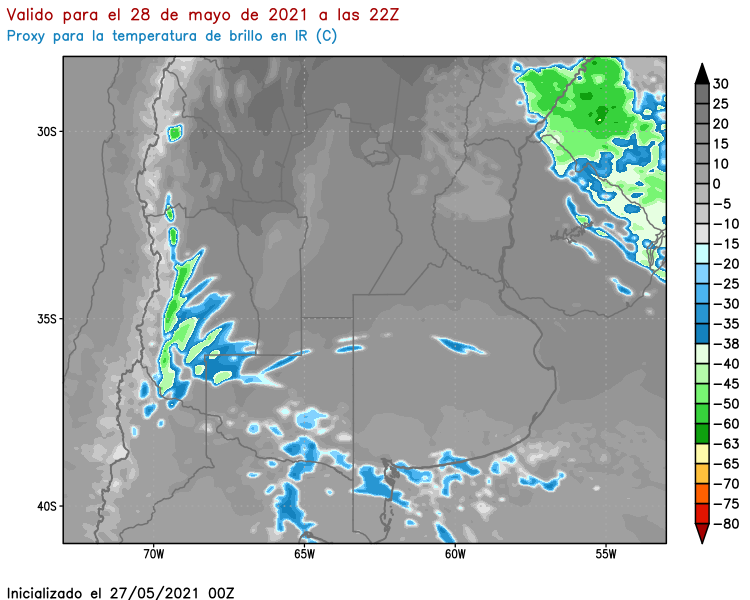 Valido para el 28 de mayo de 2021 a las 22Z
Proxy para la temperatura de brillo en IR (C)
30S
35S
40S
70W
65W
60W
55W
30
25
20
15
10
0
−5
−10
−15
−20
−25
−30
−35
−38
−40
−45
−50
−60
−63
−65
−70
−75
−80
Inicializado el 27/05/2021 00Z